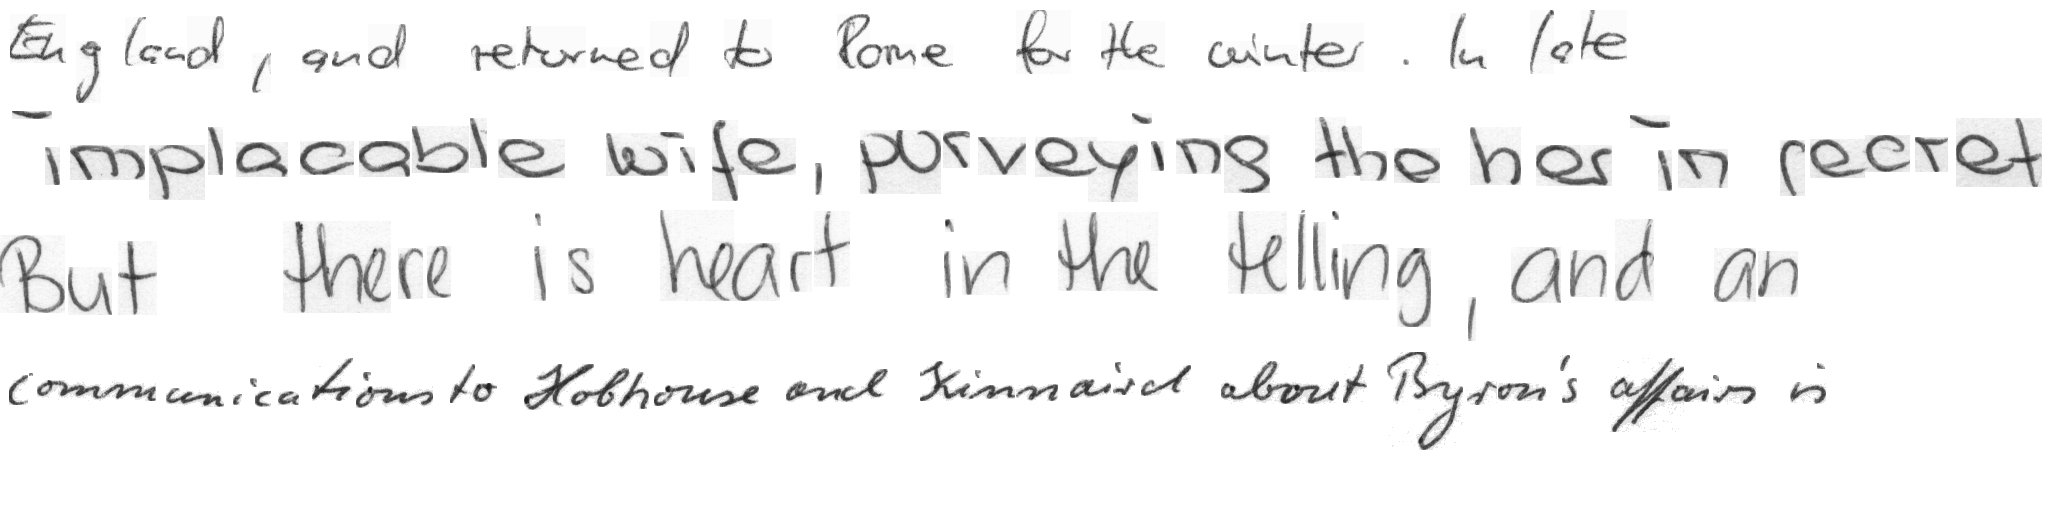 England, and returned to Rome for the winter. In late
implacable wife, purveying the her in secret
But there is heart in the telling, and an
communications to Hobhouse and Kinnaird about Byron's affairs is